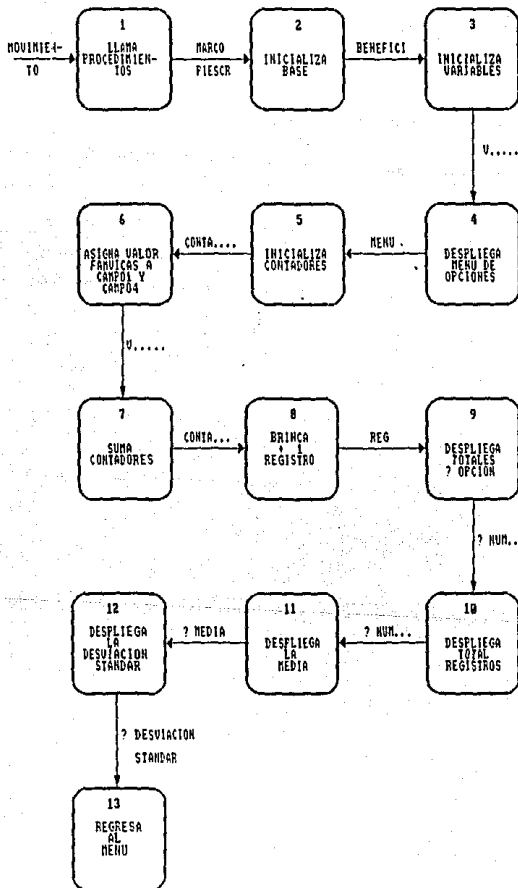 MOVIMIEN-
TO
1
LLAMA
PROCEDIMIEN-
TOS
MARCO
PIESCR
2
INICIALIZA
BASE
BENEFICI
3
INICIALIZA
VARIABLES
V.....
4
DESPLIEGA
MENU DE
OPCIONES
MENU .
5
INICIALIZA
CONTADORES
CONTA....
6
ASIGNA VALOR
FAMVICAS A
CAMPO1 Y
CAMPO4
V.....
7
SUMA
CONTADORES
CONTA...
8
BRINCA
+ 1
REGISTRO
REG
9
DESPLIEGA
TOTALES
? OPCION
? NUM..
10
DESPLIEGA
TOTAL
REGISTROS
? NUM...
11
DESPLIEGA
LA
MEDIA
? MEDIA
12
DESPLIEGA
LA
DESVIACION
STANDAR
? DESVIACION
STANDAR
13
REGRESA
AL
MENU